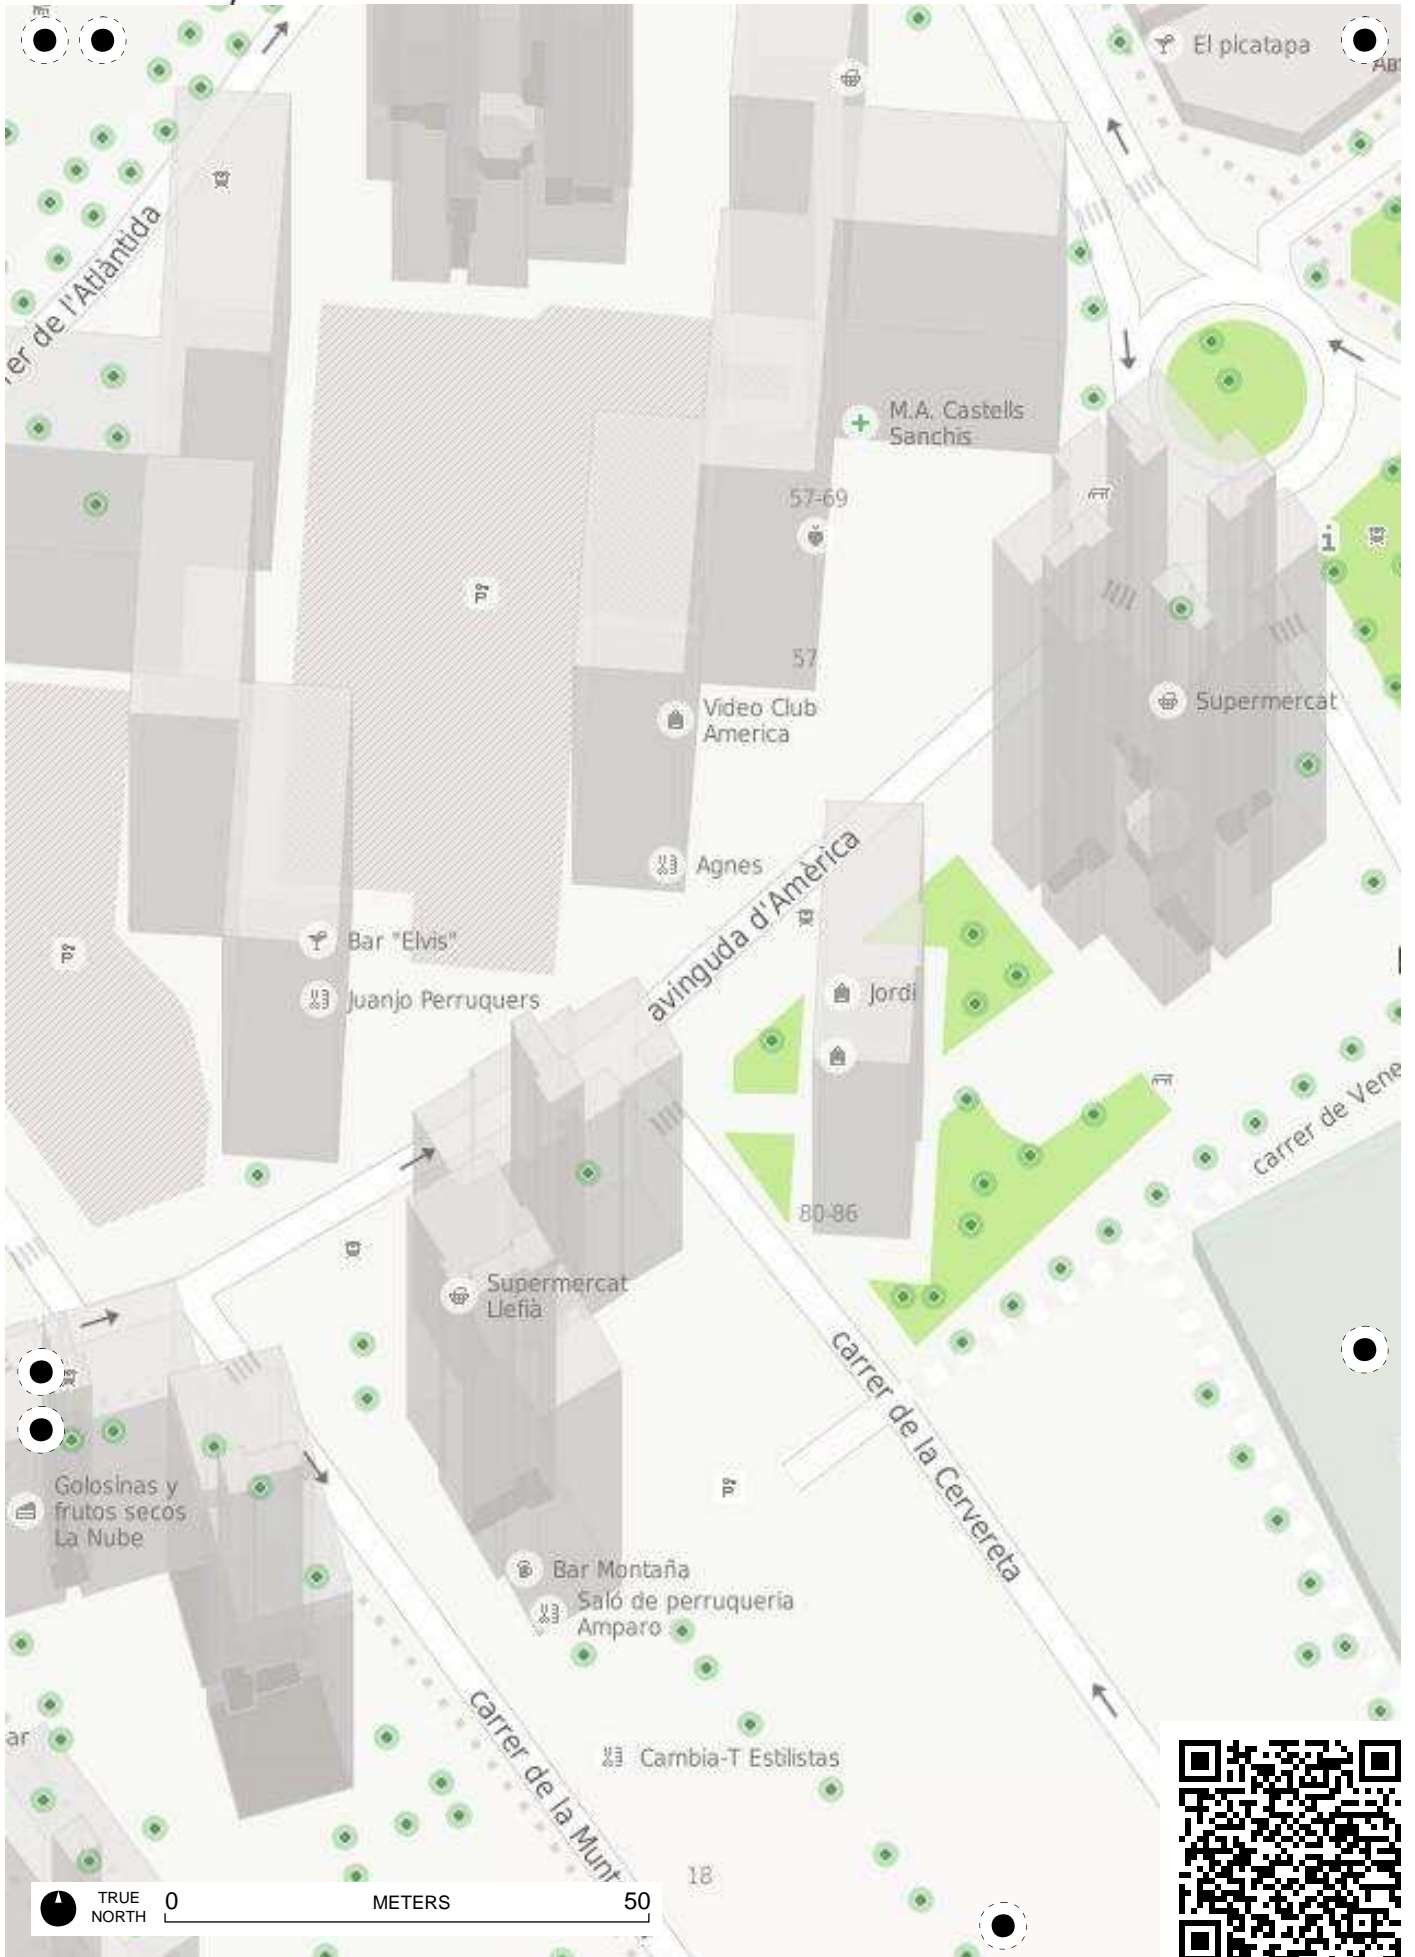 El picatapa
er de l'Atlàntida
M.A. Castells
Sanchis
57-69
57
Supermercat
Video Club
America
Agnes
avinguda d'Amèrica
Bar "Elvis"
Juanjo Perruquers
Jordi
carrer de Vene
80-86
Supermercat
Llefià
carrer de la Cervereta
Golosinas y
frutos secos
La Nube
Bar Montaña
Saló de perruqueria
Amparo
carrer de la Munt
ar
Cambia-T Estilistas
18
TRUE
NORTH
0 METERS 50